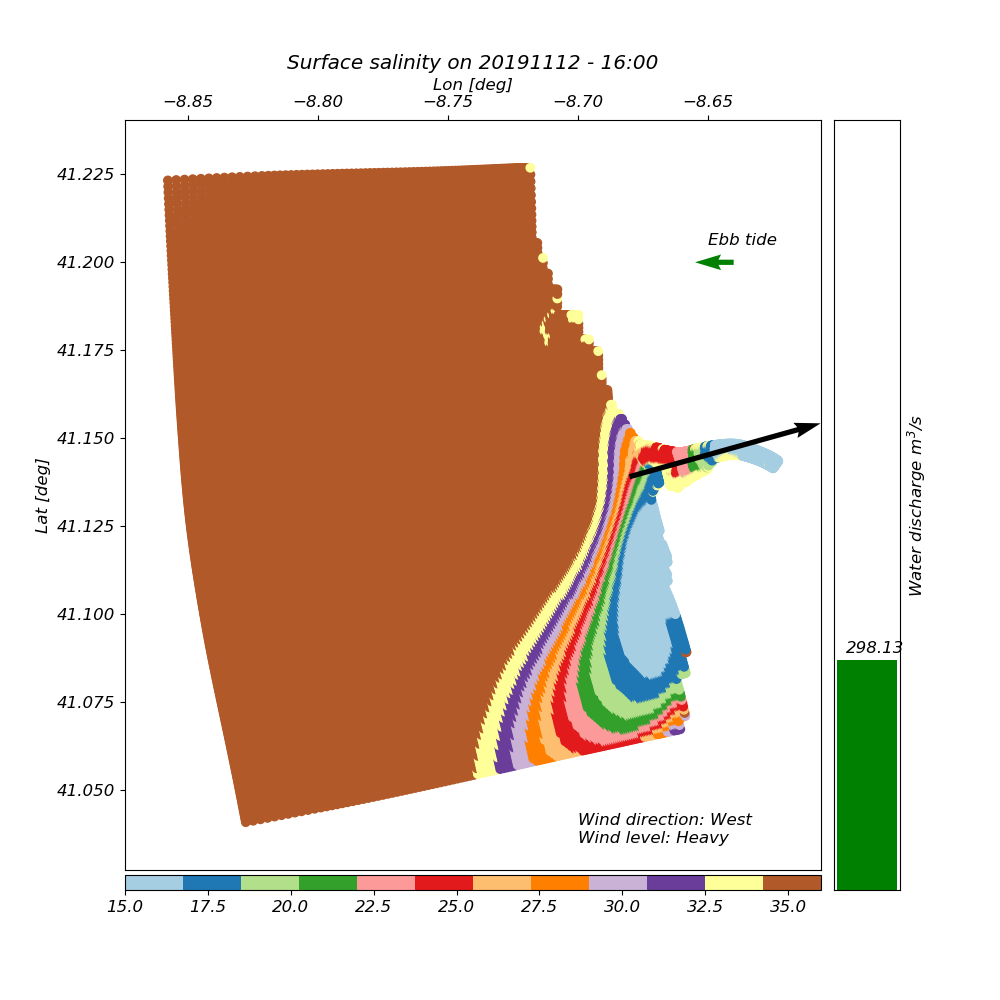 Surface salinity on 20191112 - 16:00
Lon [deg]
−8.85 −8.80 −8.75 −8.70 −8.65
41.225
Ebb tide
41.200
41.175
41.150
Lat [deg]
41.125
41.100
41.075
41.050
Water discharge m³/s
298.13
Wind direction: West
Wind level: Heavy
15.0 17.5 20.0 22.5 25.0 27.5 30.0 32.5 35.0